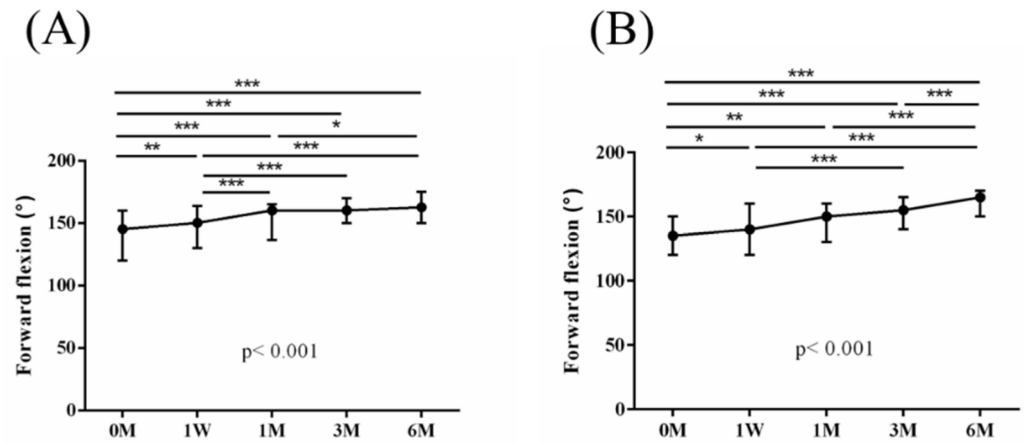 (A)
***
***
*** *
** ***
***
***
200
150
100
50
0
Forward flexion (°)
p< 0.001
0M 1W 1M 3M 6M
(B)
***
*** ***
** ***
* ***
***
200
150
100
50
0
Forward flexion (°)
p< 0.001
0M 1W 1M 3M 6M